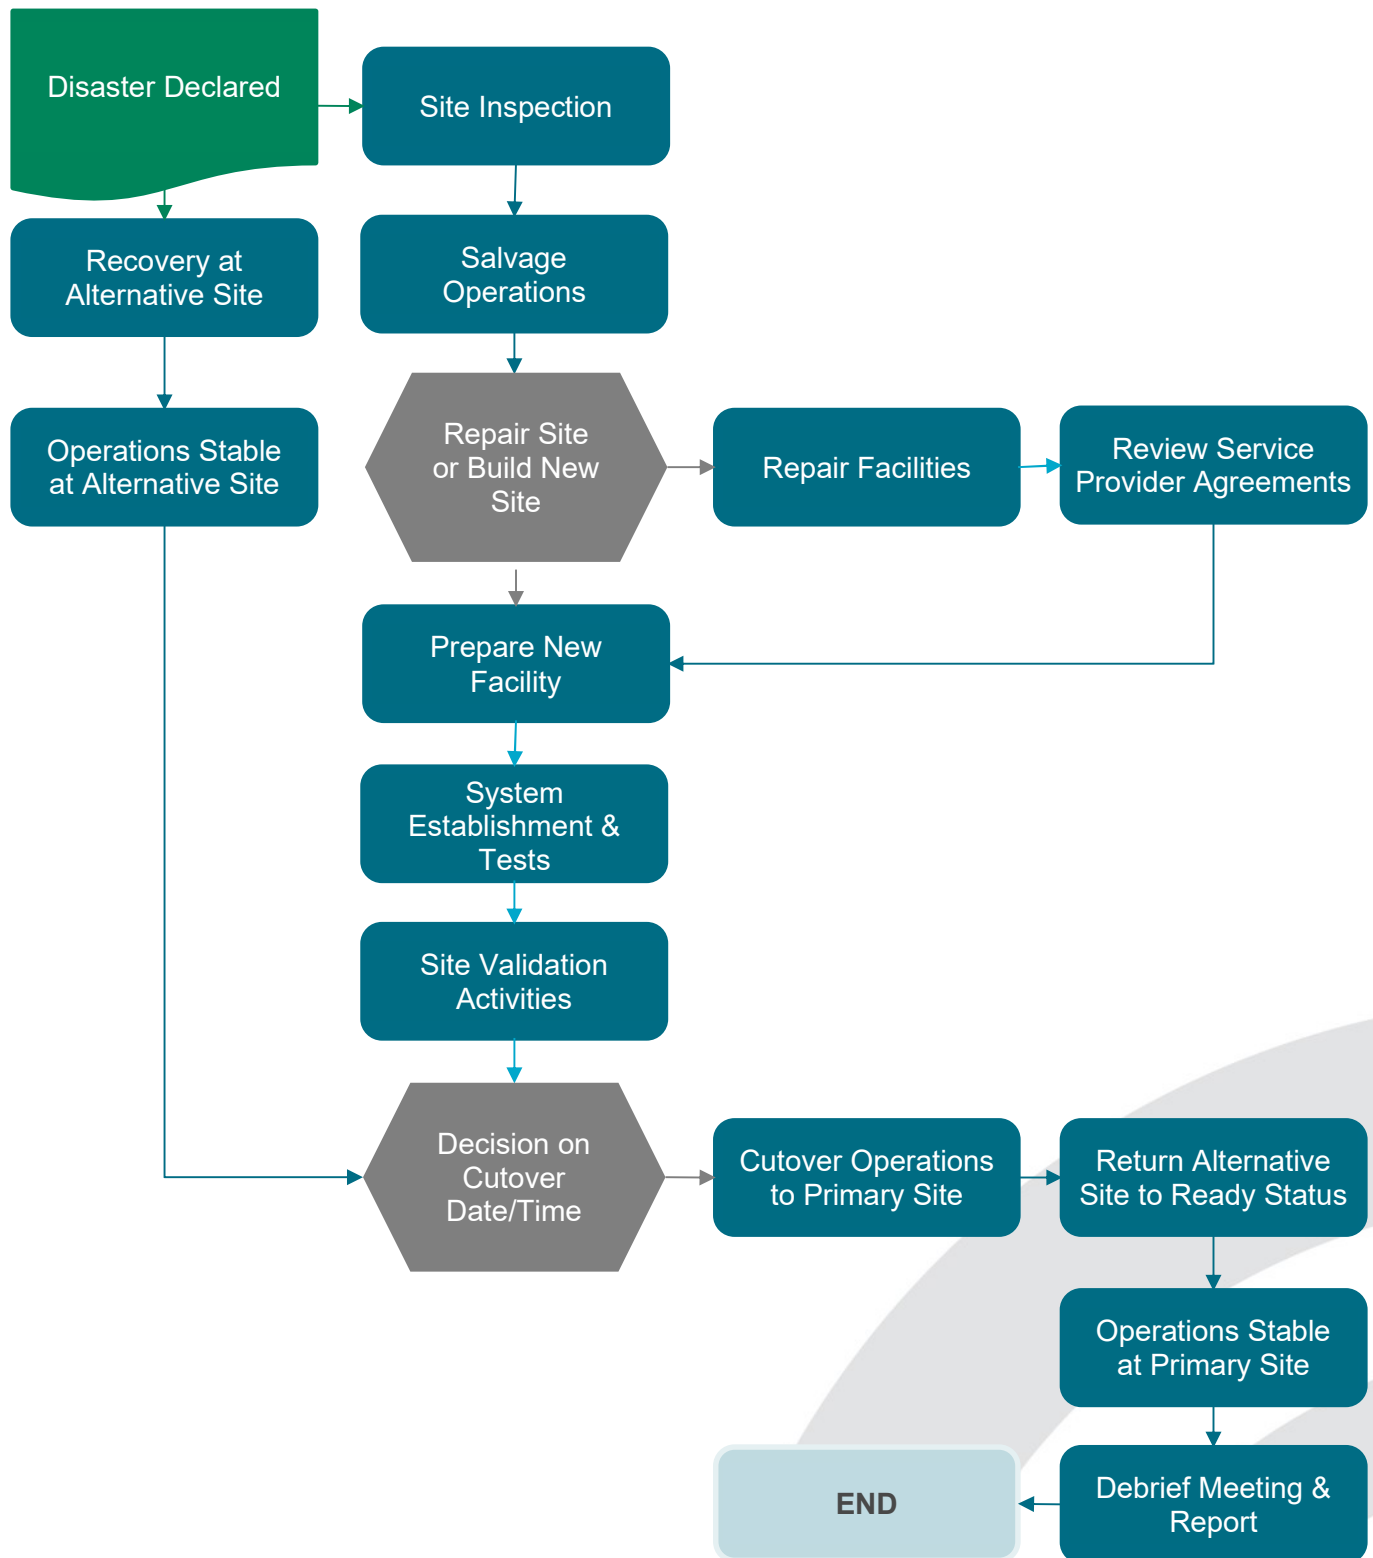 Disaster Declared
Site Inspection
Recovery at
Alternative Site
Salvage
Operations
Operations Stable
at Alternative Site
Repair Site
or Build New
Site
Repair Facilities
Review Service
Provider Agreements
Prepare New
Facility
System
Establishment &
Tests
Site Validation
Activities
Decision on
Cutover
Date/Time
Cutover Operations
to Primary Site
Return Alternative
Site to Ready Status
Operations Stable
at Primary Site
Debrief Meeting &
Report
END